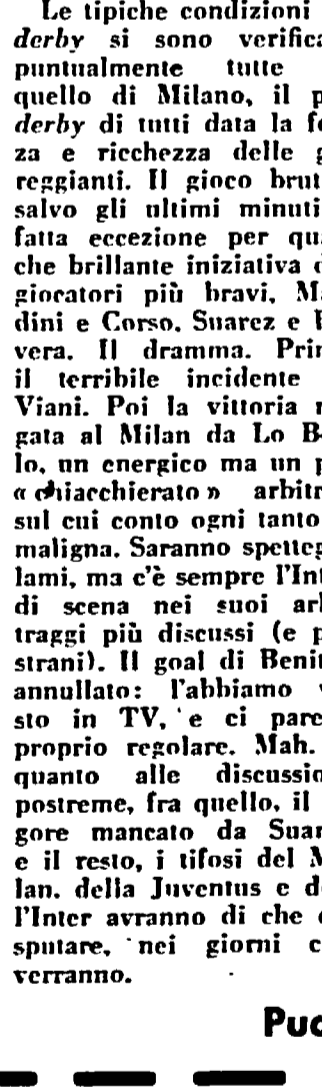 Le tipiche condizioni
derby si sono verifica
puntualmente tutte
quello di Milano, il p
derby di tutti data la fo
za e ricchezza delle g
reggianti. Il gioco brut
salvo gli ultimi minuti
fatta eccezione per qu
che brillante iniziativa d
giocatori più bravi, Ma
dini e Corso, Suarez e R
vera. Il dramma. Prim
il terribile incidente
Viani. Poi la vittoria n
gata al Milan da Lo B
lo, un energico ma un p
« chiacchierato » arbitr
sul cui conto ogni tanto
maligna. Saranno spetteg
lami, ma c'è sempre l'Int
di scena nei suoi arb
traggi più discussi (e p
strani). Il goal di Benit
annullato: l'abbiamo v
sto in TV, e ci pare
proprio regolare. Mah.
quanto alle discussio
postreme, fra quello, il
gore mancato da Suar
e il resto, i tifosi del M
lan, della Juventus e d
l'Inter avranno di che d
sputare, nei giorni c
verranno.
Puc